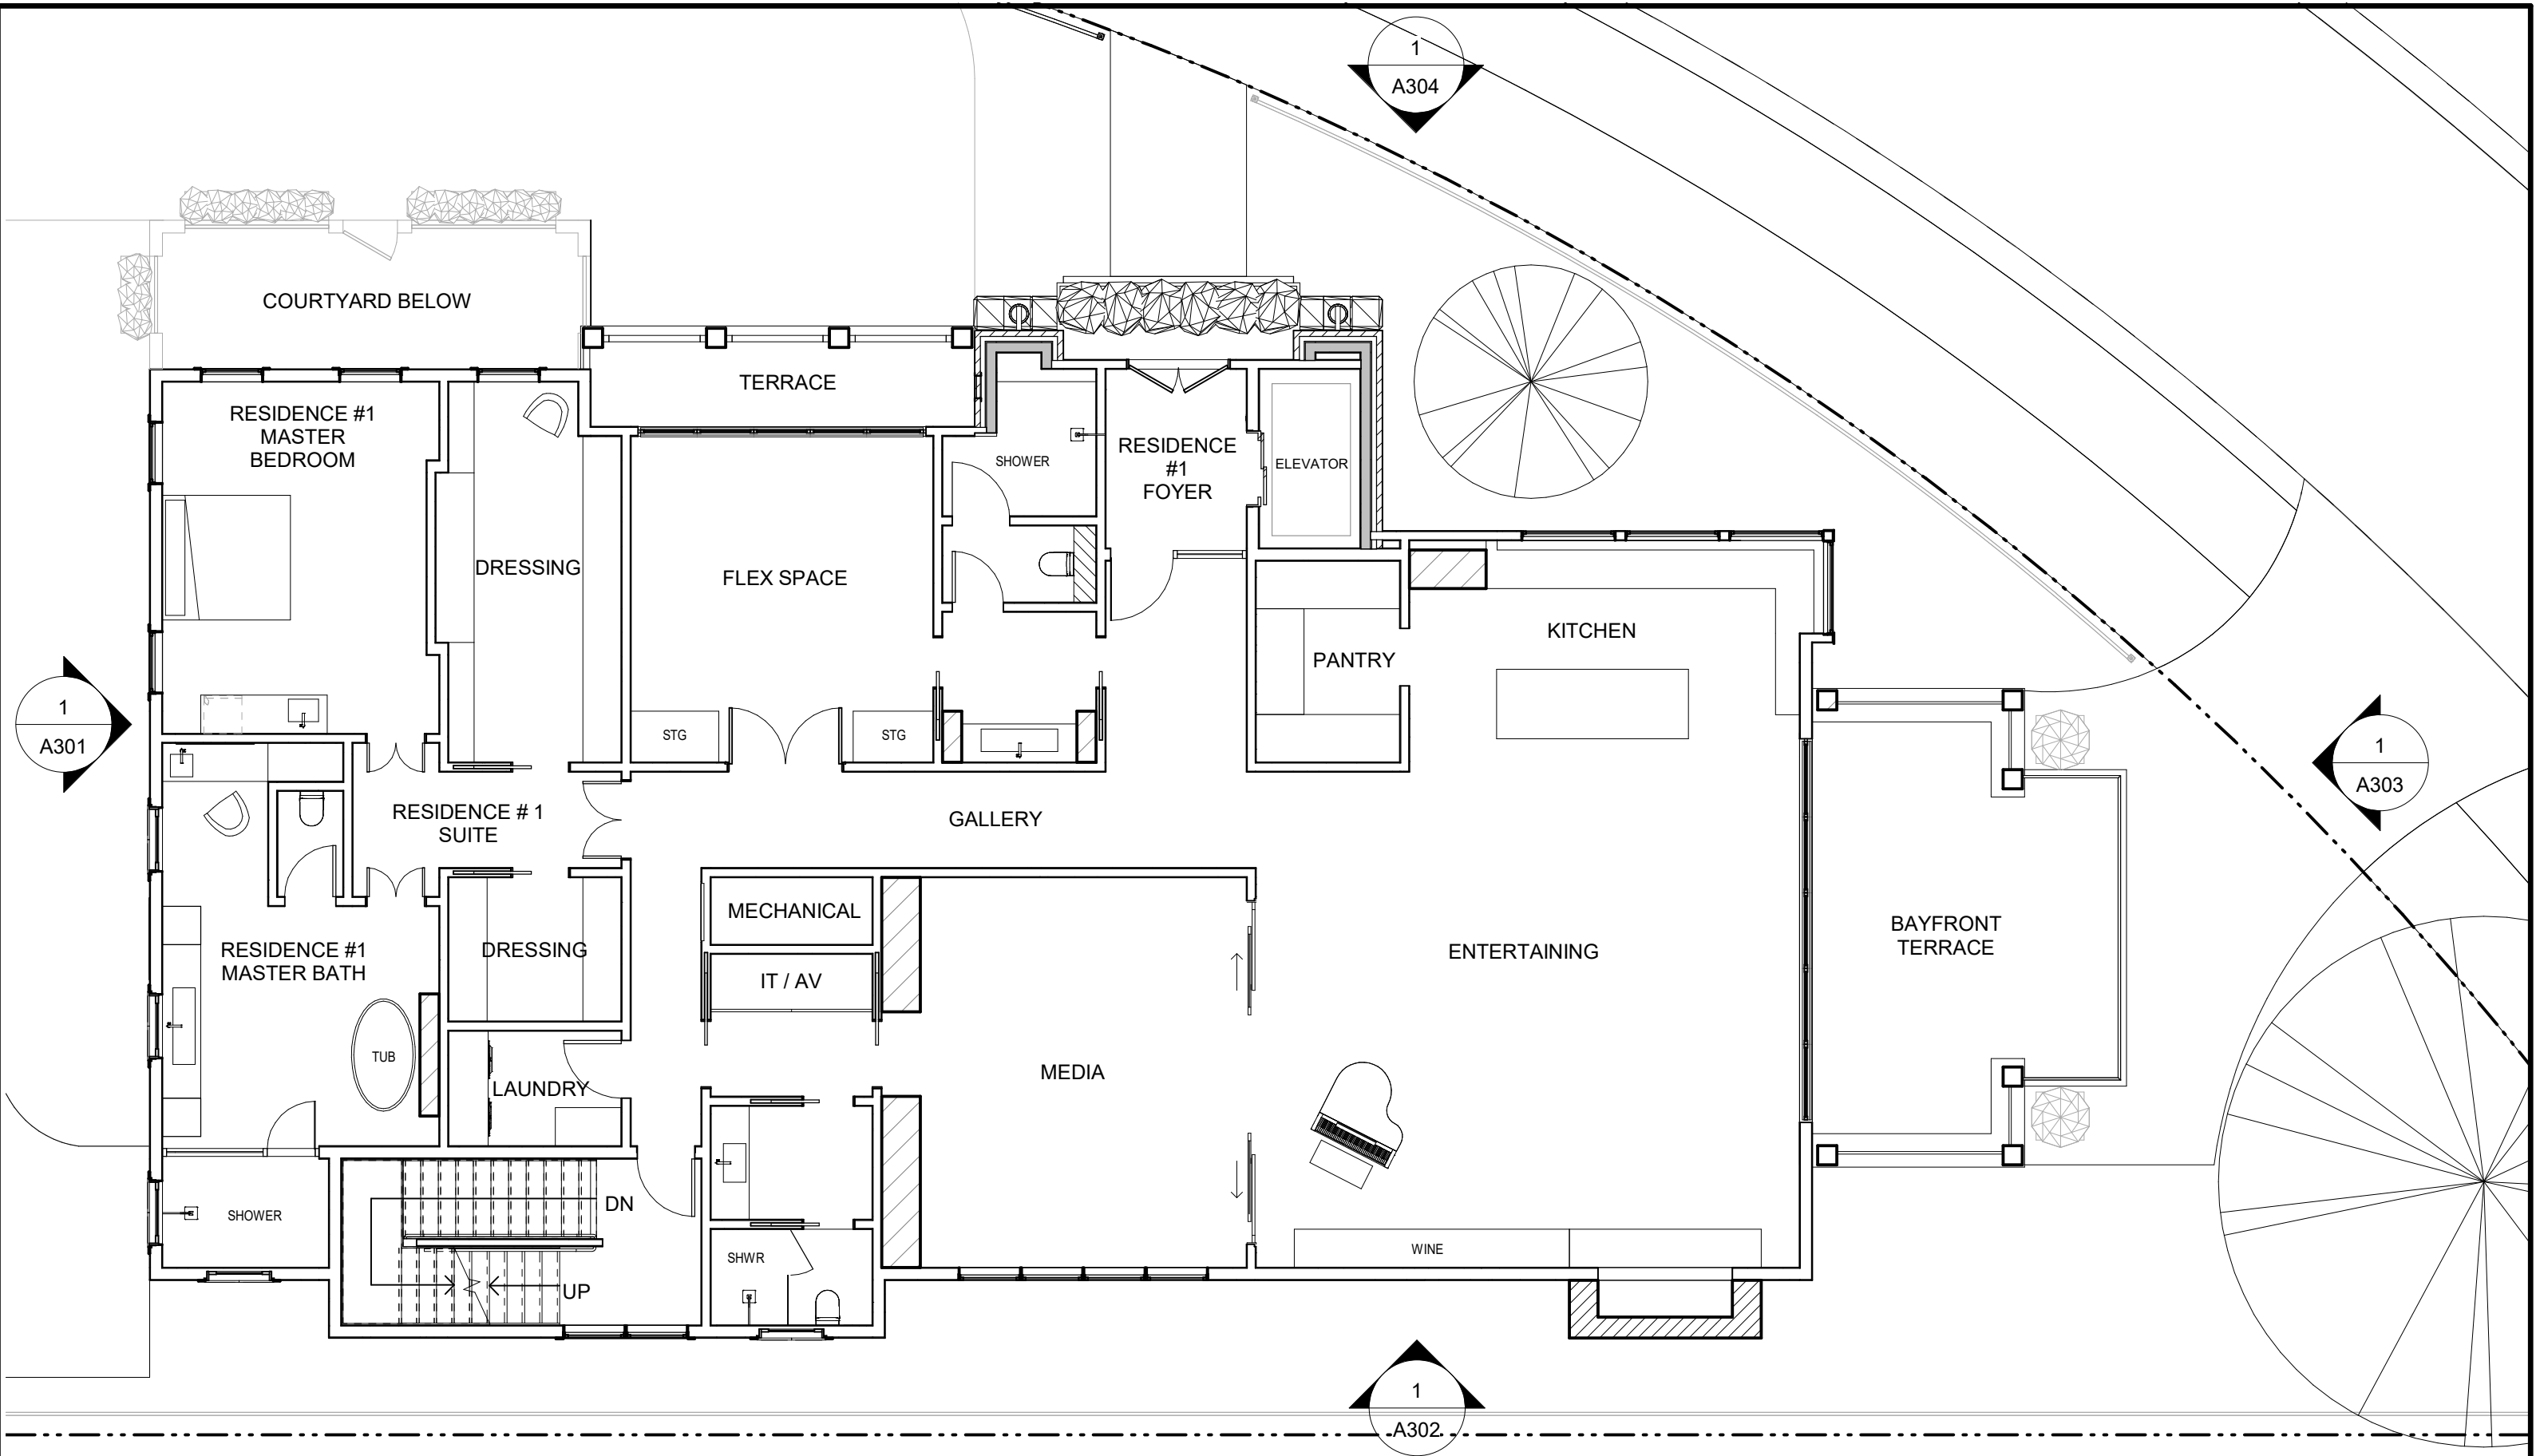 1
A304
COURTYARD BELOW
TERRACE
RESIDENCE #1
MASTER
BEDROOM
RESIDENCE
#1
FOYER
SHOWER
ELEVATOR
DRESSING
FLEX SPACE
KITCHEN
PANTRY
1
A301
STG
STG
1
A303
RESIDENCE # 1
SUITE
GALLERY
MECHANICAL
BAYFRONT
TERRACE
RESIDENCE #1
MASTER BATH
DRESSING
ENTERTAINING
IT / AV
TUB
LAUNDRY
MEDIA
DN
SHOWER
SHWR
WINE
UP
1
A302